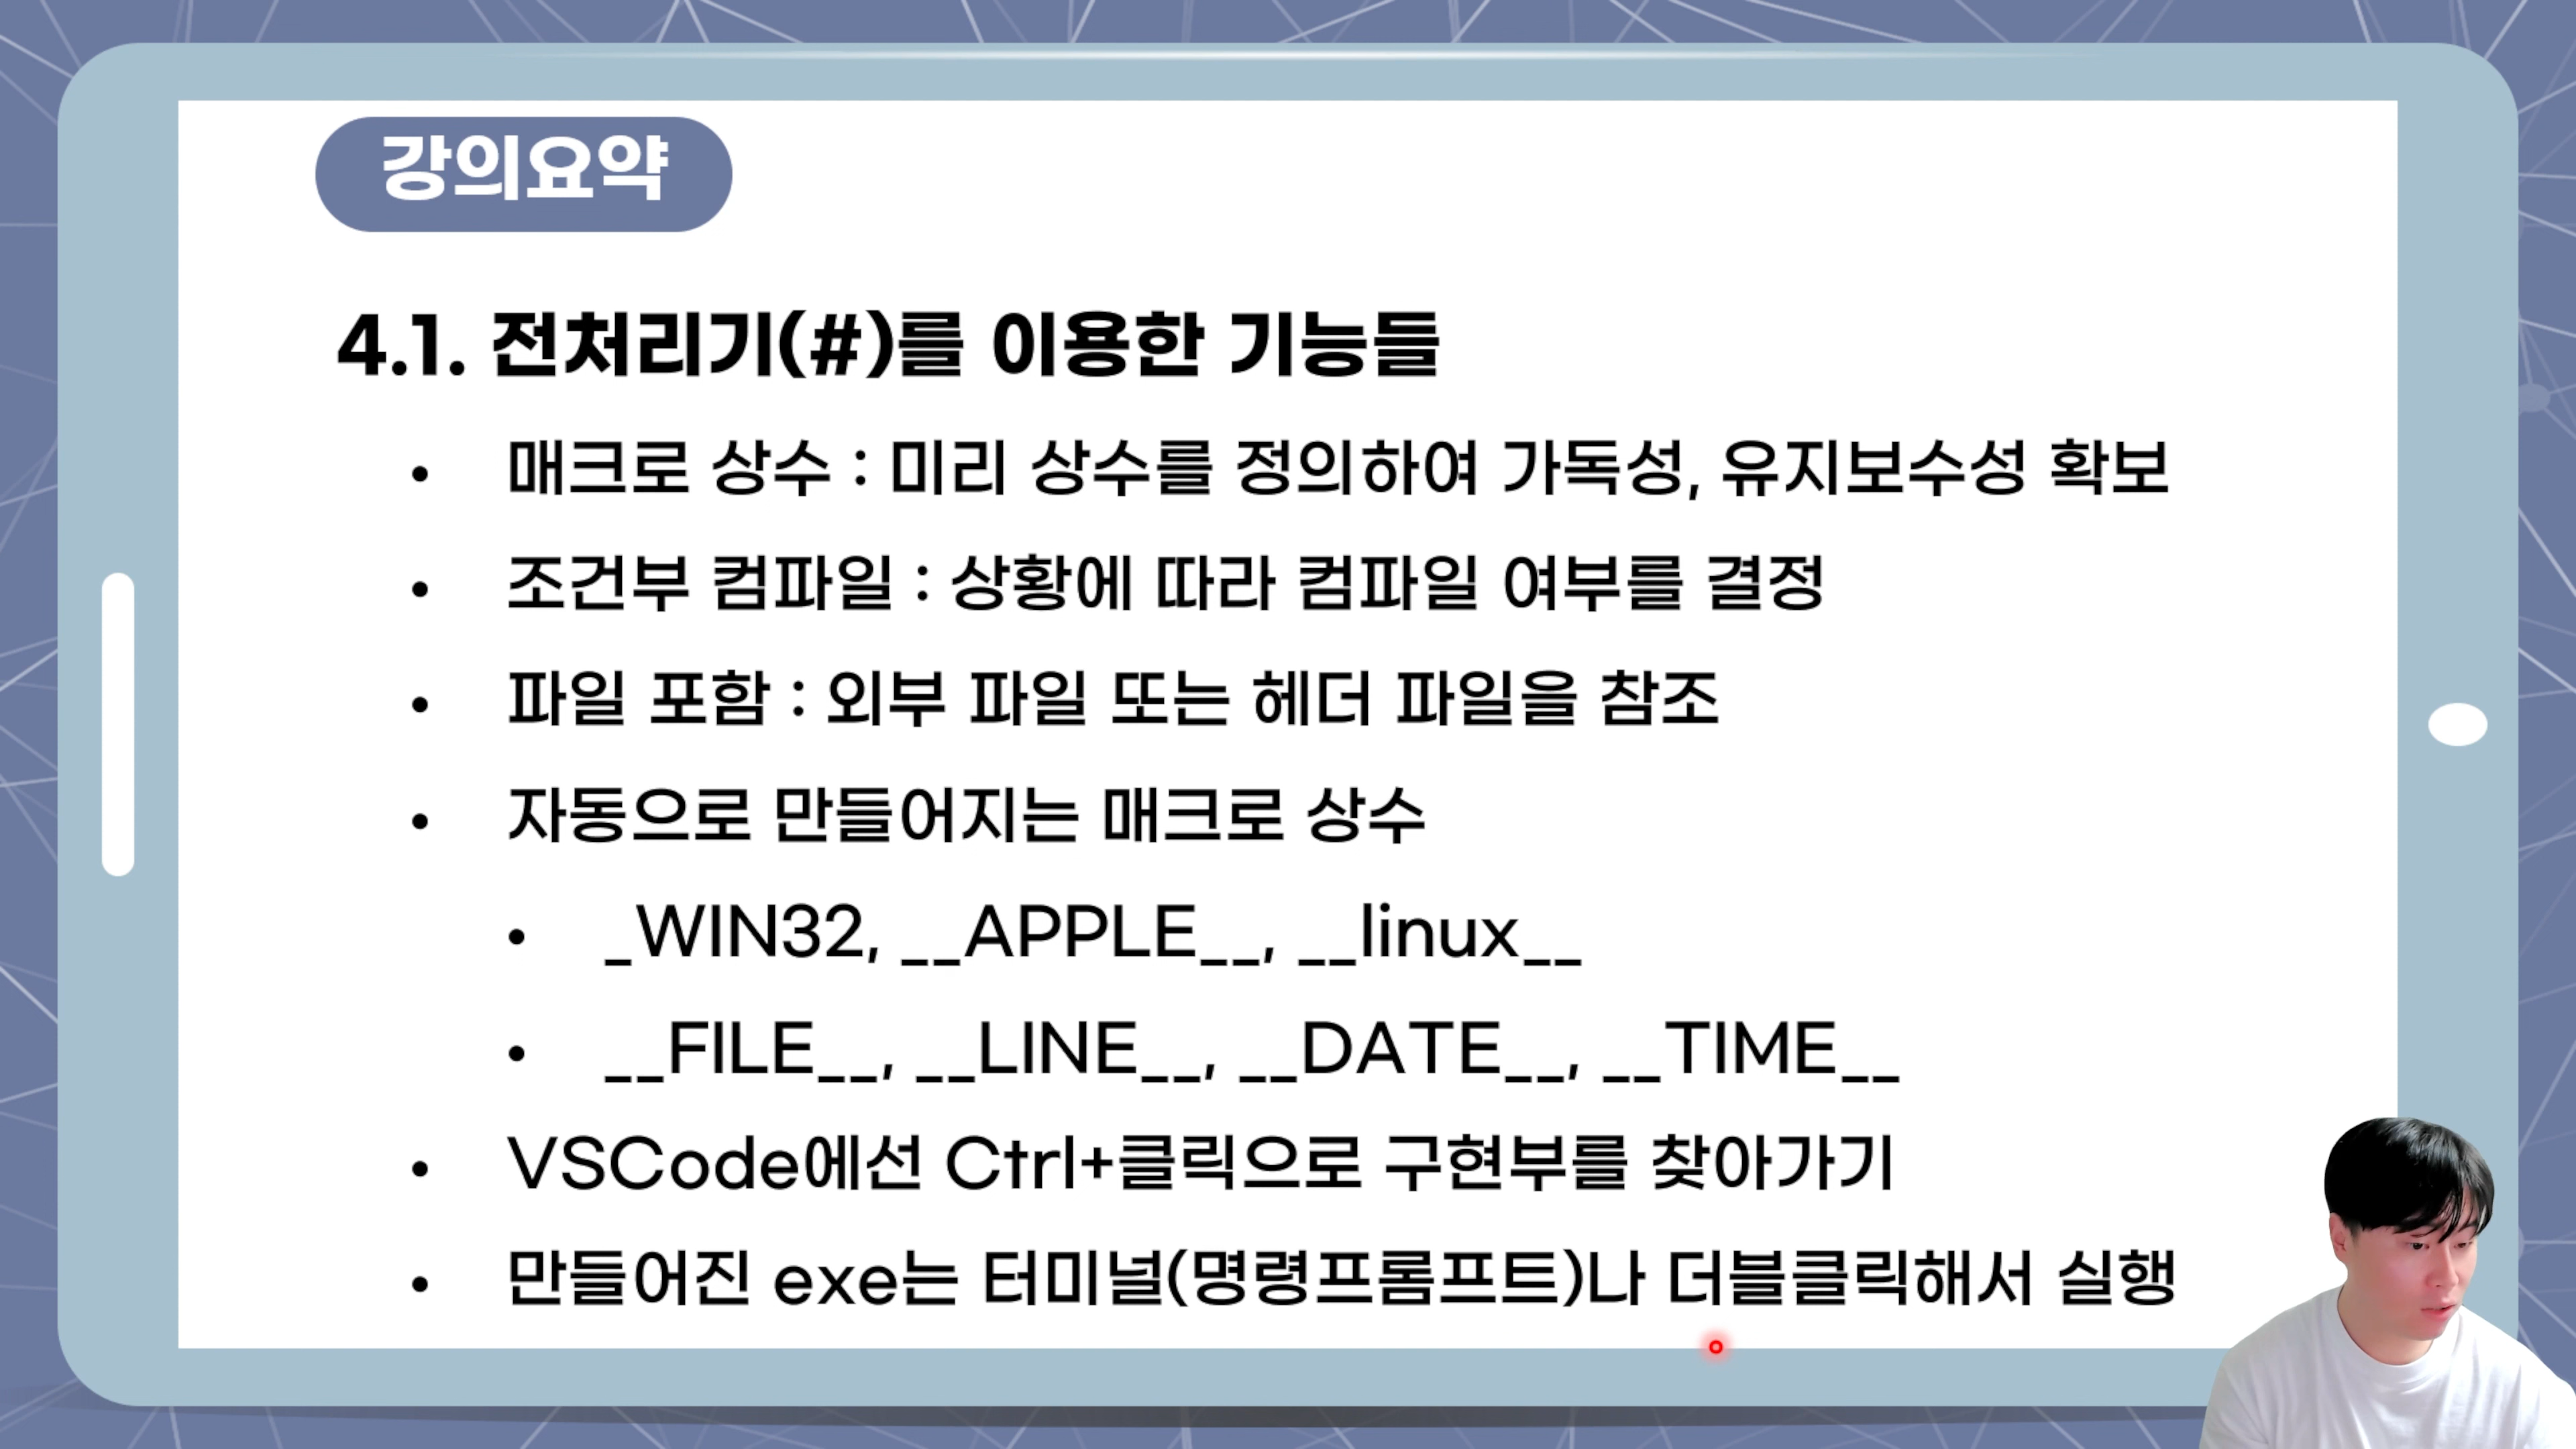 강의요약
4.1. 전처리기(#)를 이용한 기능들
• 매크로 상수 : 미리 상수를 정의하여 가독성, 유지보수성 확보
• 조건부 컴파일 : 상황에 따라 컴파일 여부를 결정
• 파일 포함 : 외부 파일 또는 헤더 파일을 참조
• 자동으로 만들어지는 매크로 상수
• _WIN32, __APPLE__, __linux__
• __FILE__, __LINE__, __DATE__, __TIME__
• VSCode에선 Ctrl+클릭으로 구현부를 찾아가기
• 만들어진 exe는 터미널(명령프롬프트)나 더블클릭해서 실행